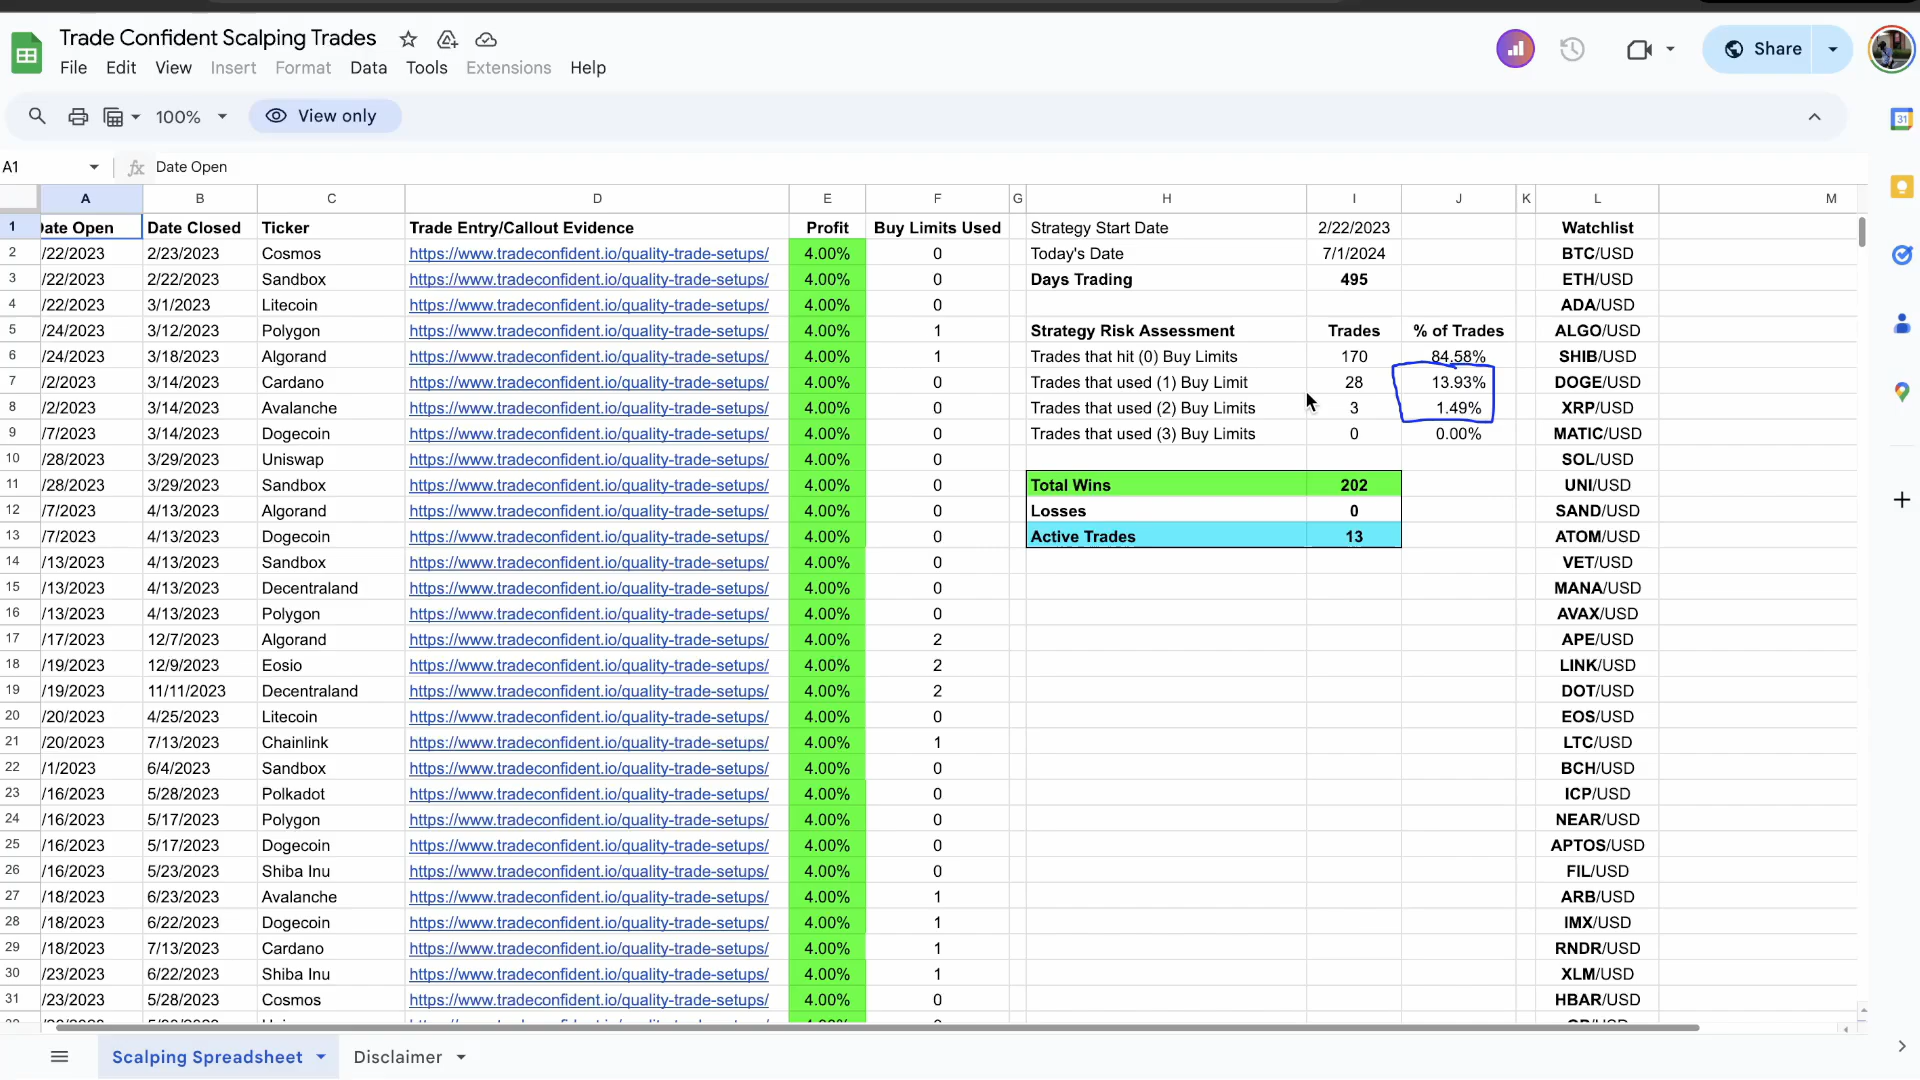 Trade Confident Scalping Trades
File Edit View Insert Format Data Tools Extensions Help
Share
100% View only
A1 Date Open
A B C D E F G H I J K L M
1 ate Open Date Closed Ticker Trade Entry/Callout Evidence Profit Buy Limits Used Strategy Start Date 2/22/2023 Watchlist
2 /22/2023 2/23/2023 Cosmos https://www.tradeconfident.io/quality-trade-setups/ 4.00% 0 Today's Date 7/1/2024 BTC/USD
3 /22/2023 2/22/2023 Sandbox https://www.tradeconfident.io/quality-trade-setups/ 4.00% 0 Days Trading 495 ETH/USD
4 /22/2023 3/1/2023 Litecoin https://www.tradeconfident.io/quality-trade-setups/ 4.00% 0 ADA/USD
5 /24/2023 3/12/2023 Polygon https://www.tradeconfident.io/quality-trade-setups/ 4.00% 1 Strategy Risk Assessment Trades % of Trades ALGO/USD
6 /24/2023 3/18/2023 Algorand https://www.tradeconfident.io/quality-trade-setups/ 4.00% 1 Trades that hit (0) Buy Limits 170 84.58% SHIB/USD
7 /2/2023 3/14/2023 Cardano https://www.tradeconfident.io/quality-trade-setups/ 4.00% 0 Trades that used (1) Buy Limit 28 13.93% DOGE/USD
8 /2/2023 3/14/2023 Avalanche https://www.tradeconfident.io/quality-trade-setups/ 4.00% 0 Trades that used (2) Buy Limits 3 1.49% XRP/USD
9 /7/2023 3/14/2023 Dogecoin https://www.tradeconfident.io/quality-trade-setups/ 4.00% 0 Trades that used (3) Buy Limits 0 0.00% MATIC/USD
10 /28/2023 3/29/2023 Uniswap https://www.tradeconfident.io/quality-trade-setups/ 4.00% 0 SOL/USD
11 /28/2023 3/29/2023 Sandbox https://www.tradeconfident.io/quality-trade-setups/ 4.00% 0 Total Wins 202 UNI/USD
12 /7/2023 4/13/2023 Algorand https://www.tradeconfident.io/quality-trade-setups/ 4.00% 0 Losses 0 SAND/USD
13 /7/2023 4/13/2023 Dogecoin https://www.tradeconfident.io/quality-trade-setups/ 4.00% 0 Active Trades 13 ATOM/USD
14 /13/2023 4/13/2023 Sandbox https://www.tradeconfident.io/quality-trade-setups/ 4.00% 0 VET/USD
15 /13/2023 4/13/2023 Decentraland https://www.tradeconfident.io/quality-trade-setups/ 4.00% 0 MANA/USD
16 /13/2023 4/13/2023 Polygon https://www.tradeconfident.io/quality-trade-setups/ 4.00% 0 AVAX/USD
17 /17/2023 12/7/2023 Algorand https://www.tradeconfident.io/quality-trade-setups/ 4.00% 2 APE/USD
18 /19/2023 12/9/2023 Eosio https://www.tradeconfident.io/quality-trade-setups/ 4.00% 2 LINK/USD
19 /19/2023 11/11/2023 Decentraland https://www.tradeconfident.io/quality-trade-setups/ 4.00% 2 DOT/USD
20 /20/2023 4/25/2023 Litecoin https://www.tradeconfident.io/quality-trade-setups/ 4.00% 0 EOS/USD
21 /20/2023 7/13/2023 Chainlink https://www.tradeconfident.io/quality-trade-setups/ 4.00% 1 LTC/USD
22 /1/2023 6/4/2023 Sandbox https://www.tradeconfident.io/quality-trade-setups/ 4.00% 0 BCH/USD
23 /16/2023 5/28/2023 Polkadot https://www.tradeconfident.io/quality-trade-setups/ 4.00% 0 ICP/USD
24 /16/2023 5/17/2023 Polygon https://www.tradeconfident.io/quality-trade-setups/ 4.00% 0 NEAR/USD
25 /16/2023 5/17/2023 Dogecoin https://www.tradeconfident.io/quality-trade-setups/ 4.00% 0 APTOS/USD
26 /16/2023 5/23/2023 Shiba Inu https://www.tradeconfident.io/quality-trade-setups/ 4.00% 0 FIL/USD
27 /18/2023 6/23/2023 Avalanche https://www.tradeconfident.io/quality-trade-setups/ 4.00% 1 ARB/USD
28 /18/2023 6/22/2023 Dogecoin https://www.tradeconfident.io/quality-trade-setups/ 4.00% 1 IMX/USD
29 /18/2023 7/13/2023 Cardano https://www.tradeconfident.io/quality-trade-setups/ 4.00% 1 RNDR/USD
30 /23/2023 6/22/2023 Shiba Inu https://www.tradeconfident.io/quality-trade-setups/ 4.00% 1 XLM/USD
31 /23/2023 5/28/2023 Cosmos https://www.tradeconfident.io/quality-trade-setups/ 4.00% 0 HBAR/USD
Scalping Spreadsheet Disclaimer